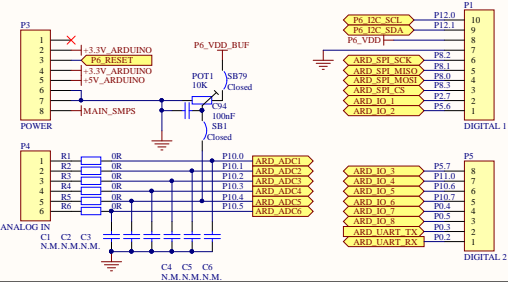 P3
1
2
3
4
5
6
7
8
POWER
+3.3V_ARDUINO
P6_RESET
+3.3V_ARDUINO
+5V_ARDUINO
MAIN_SMPS
P6_VDD_BUF
POT1
10K
SB79
Closed
C94
100nF
SB1
Closed
P1
P6_I2C_SCL P12.0 10
P6_I2C_SDA P12.1 9
P6_VDD 8
7
ARD_SPI_SCK P8.2 6
ARD_SPI_MISO P8.1 5
ARD_SPI_MOSI P8.0 4
ARD_SPI_CS P8.3 3
ARD_IO_1 P2.7 2
ARD_IO_2 P5.6 1
DIGITAL 1
P4
1 R1 0R P10.0 ARD_ADC1
2 R2 0R P10.1 ARD_ADC2
3 R3 0R P10.2 ARD_ADC3
4 R4 0R P10.3 ARD_ADC4
5 R5 0R P10.4 ARD_ADC5
6 R6 0R P10.5 ARD_ADC6
ANALOG IN
C1 C2 C3
N.M. N.M. N.M.
C4 C5 C6
N.M. N.M. N.M.
P5
ARD_IO_3 P5.7 8
ARD_IO_4 P11.0 7
ARD_IO_5 P10.6 6
ARD_IO_6 P10.7 5
ARD_IO_7 P0.4 4
ARD_IO_8 P0.5 3
ARD_UART_TX P0.3 2
ARD_UART_RX P0.2 1
DIGITAL 2